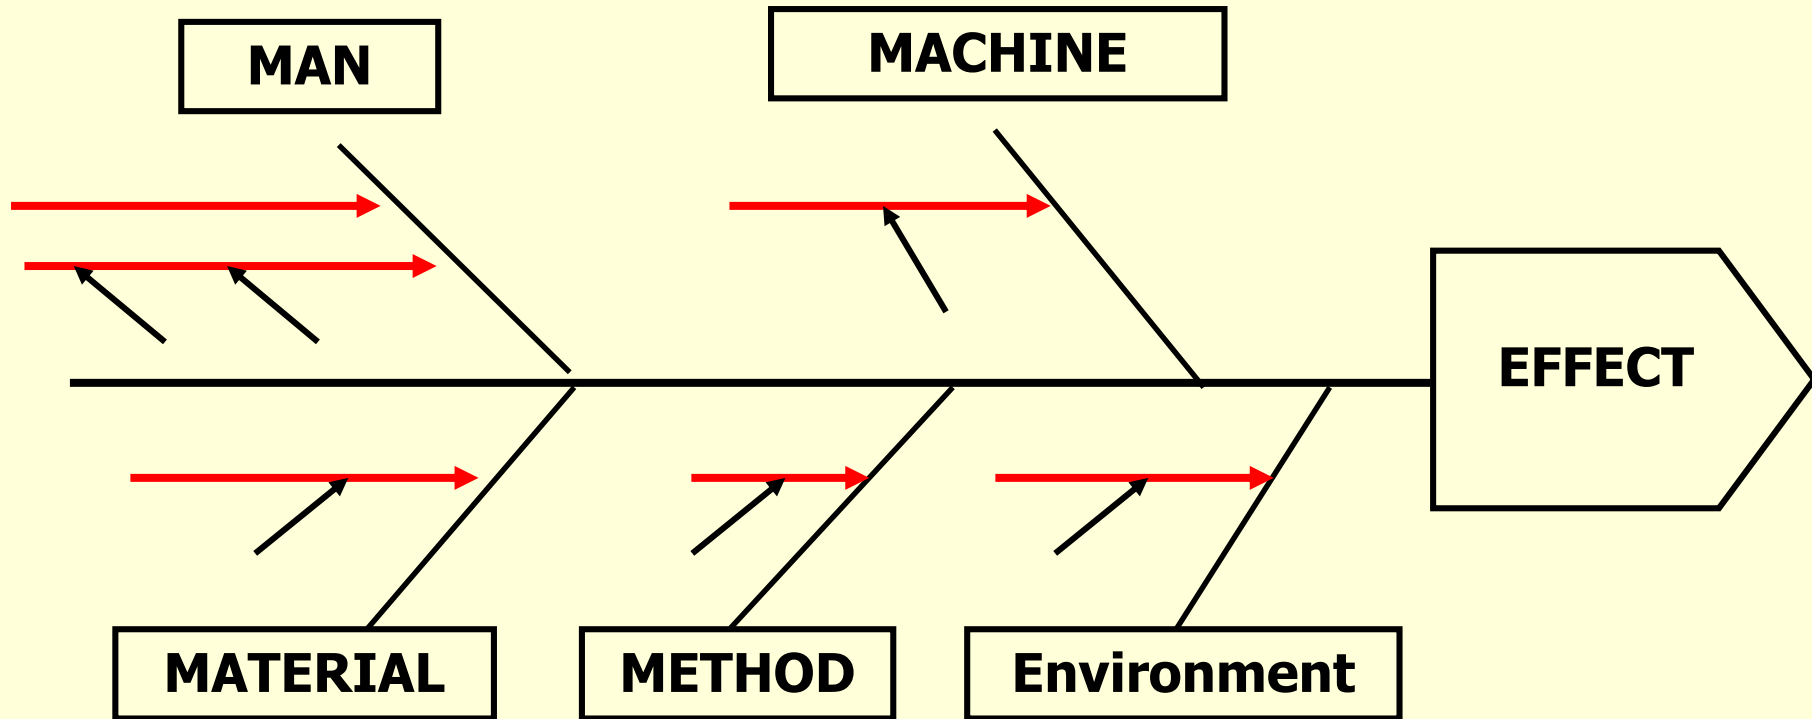 MAN
MACHINE
EFFECT
MATERIAL
METHOD
Environment